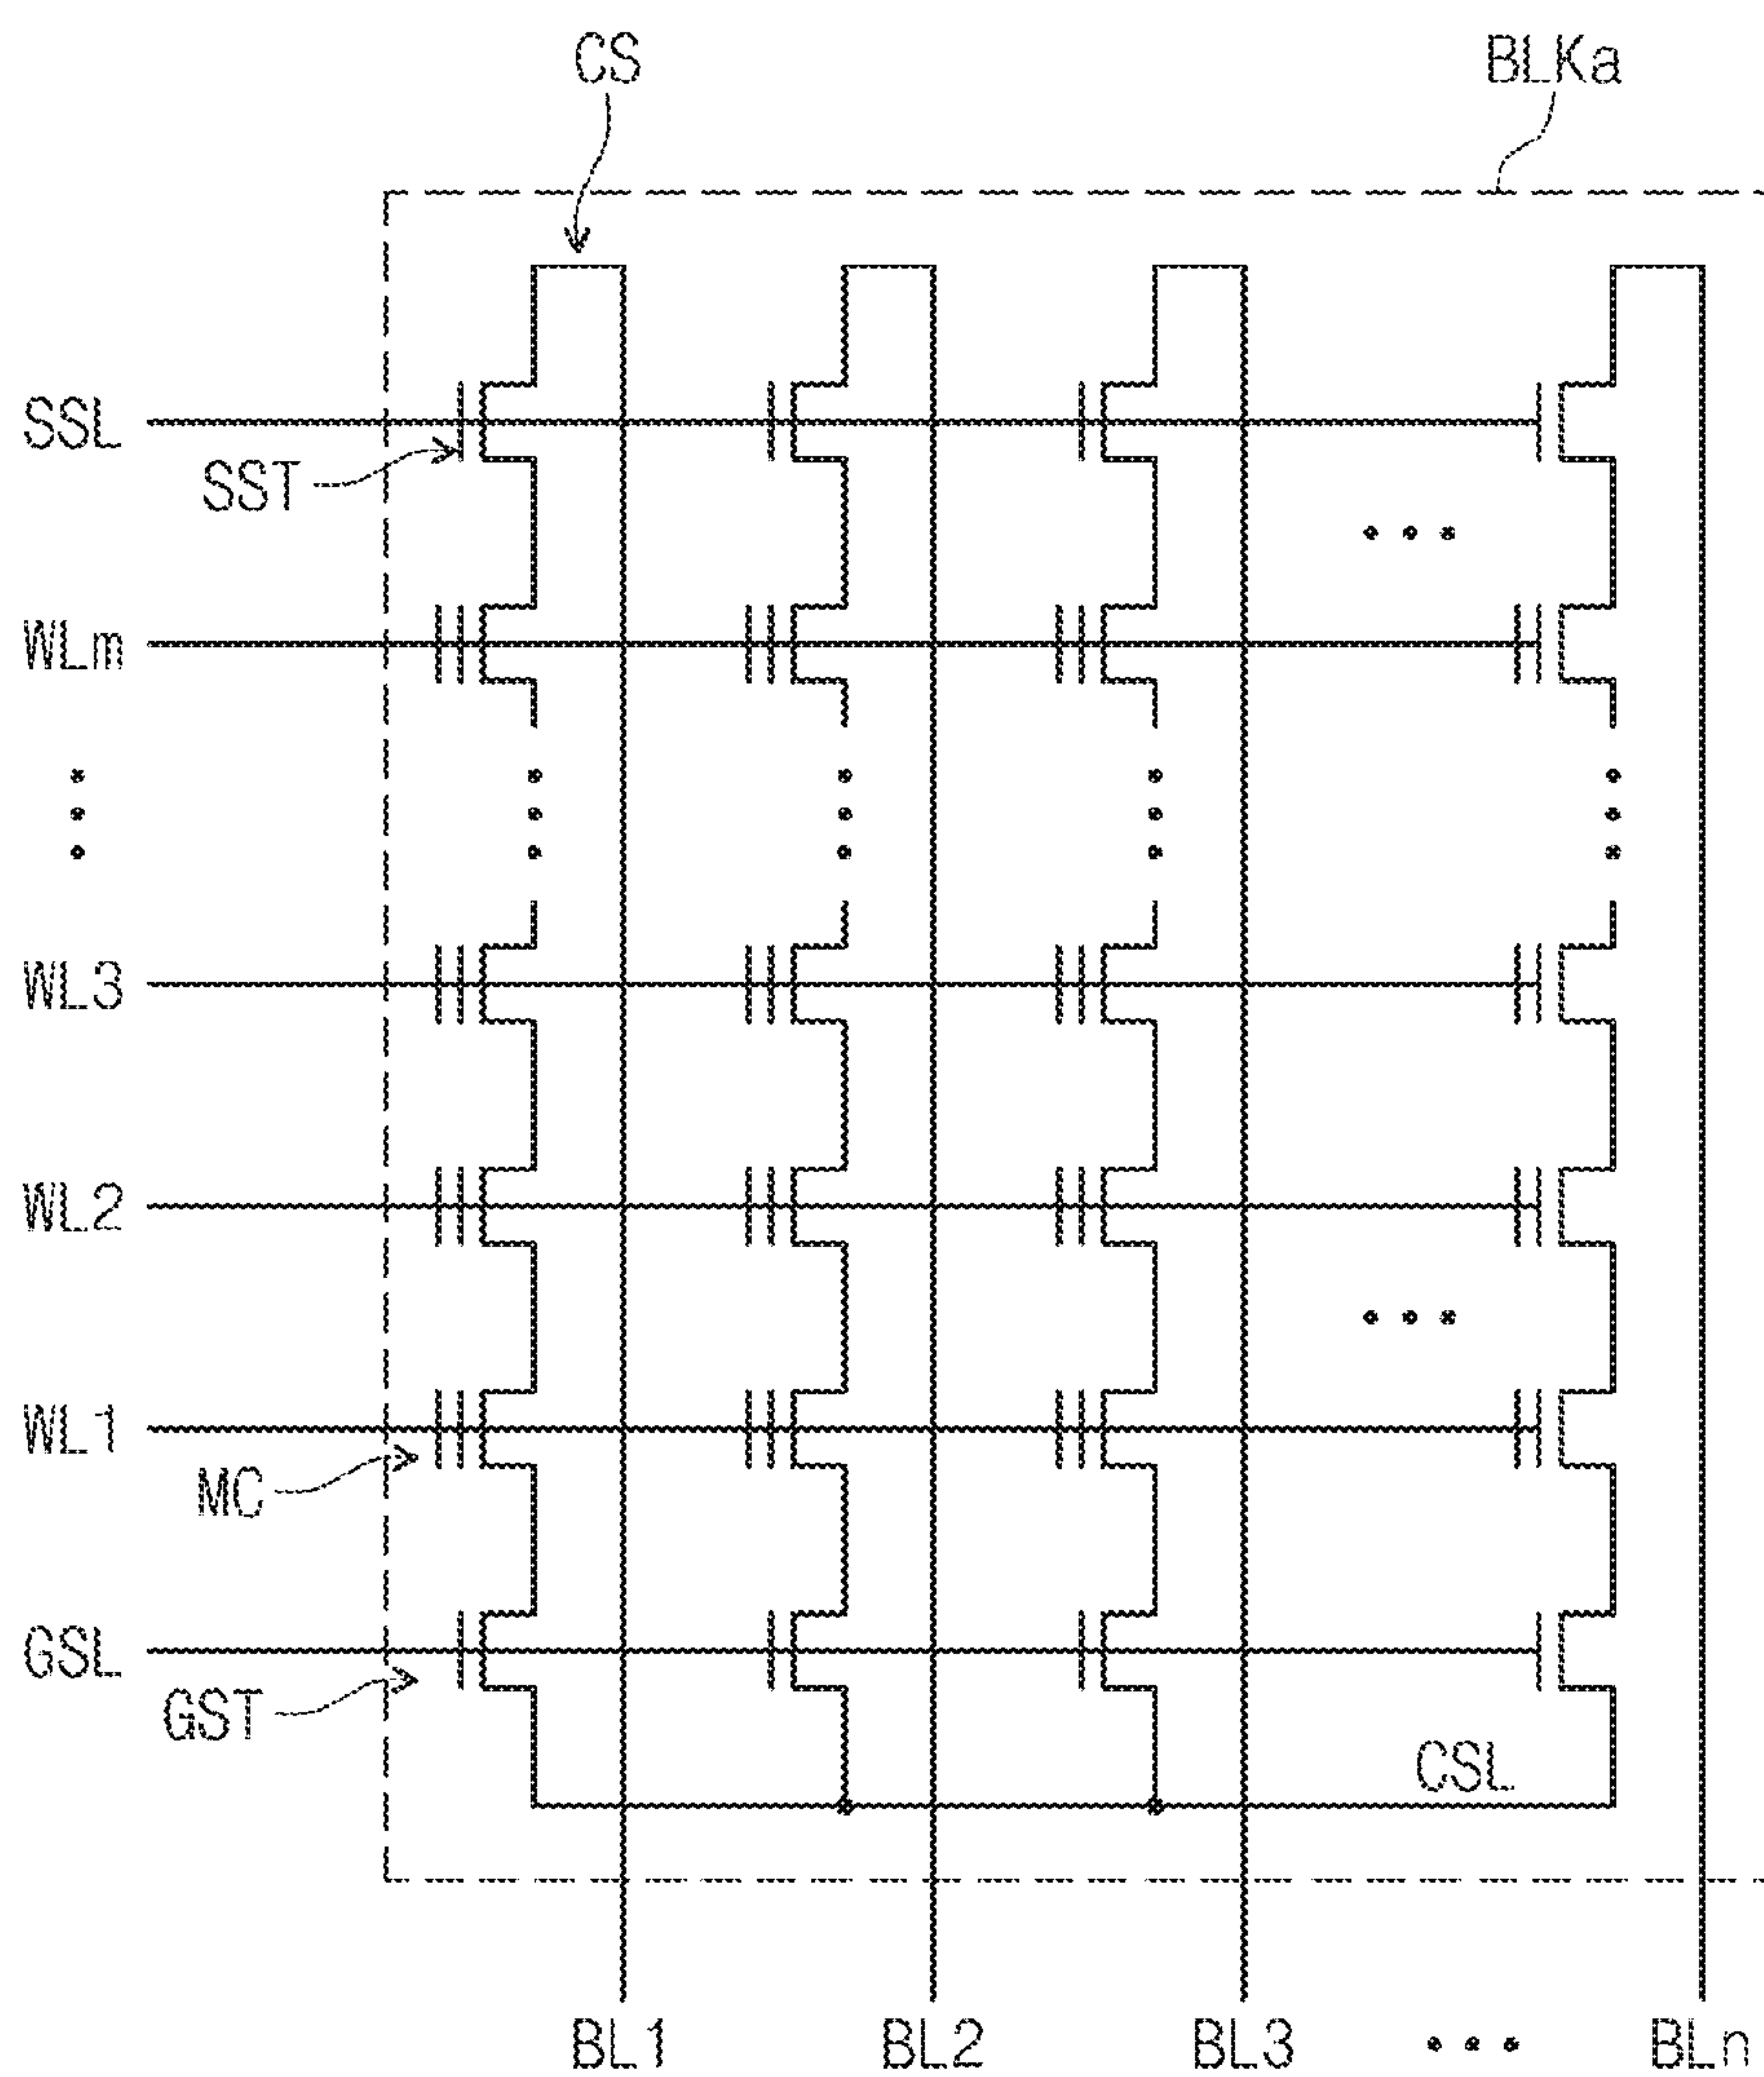 CS
BLKa
SSL
SST
WLm
WL3
WL2
WL1
MC
GSL
GST
CSL
BL1 BL2 BL3 ... BLn